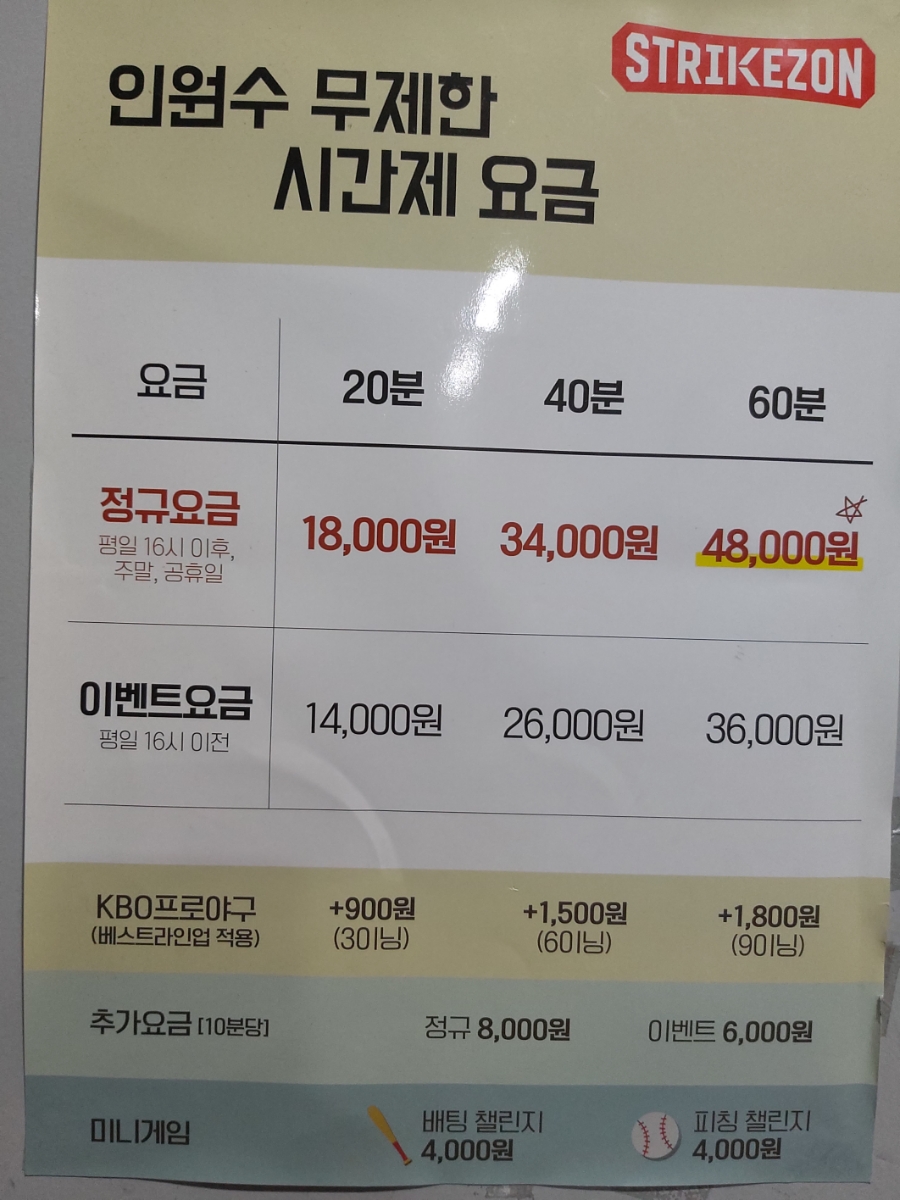 STRIKEZON
인원수 무제한
시간제 요금
요금 20분 40분 60분
정규요금 18,000원 34,000원 48,000원
평일 16시 이후,
주말, 공휴일
이벤트요금 14,000원 26,000원 36,000원
평일 16시 이전
KBO프로야구 +900원 +1,500원 +1,800원
(베스트라인업 적용) (3이닝) (6이닝) (9이닝)
추가요금 [10분당] 정규 8,000원 이벤트 6,000원
미니게임 배팅 챌린지 피칭 챌린지
4,000원 4,000원